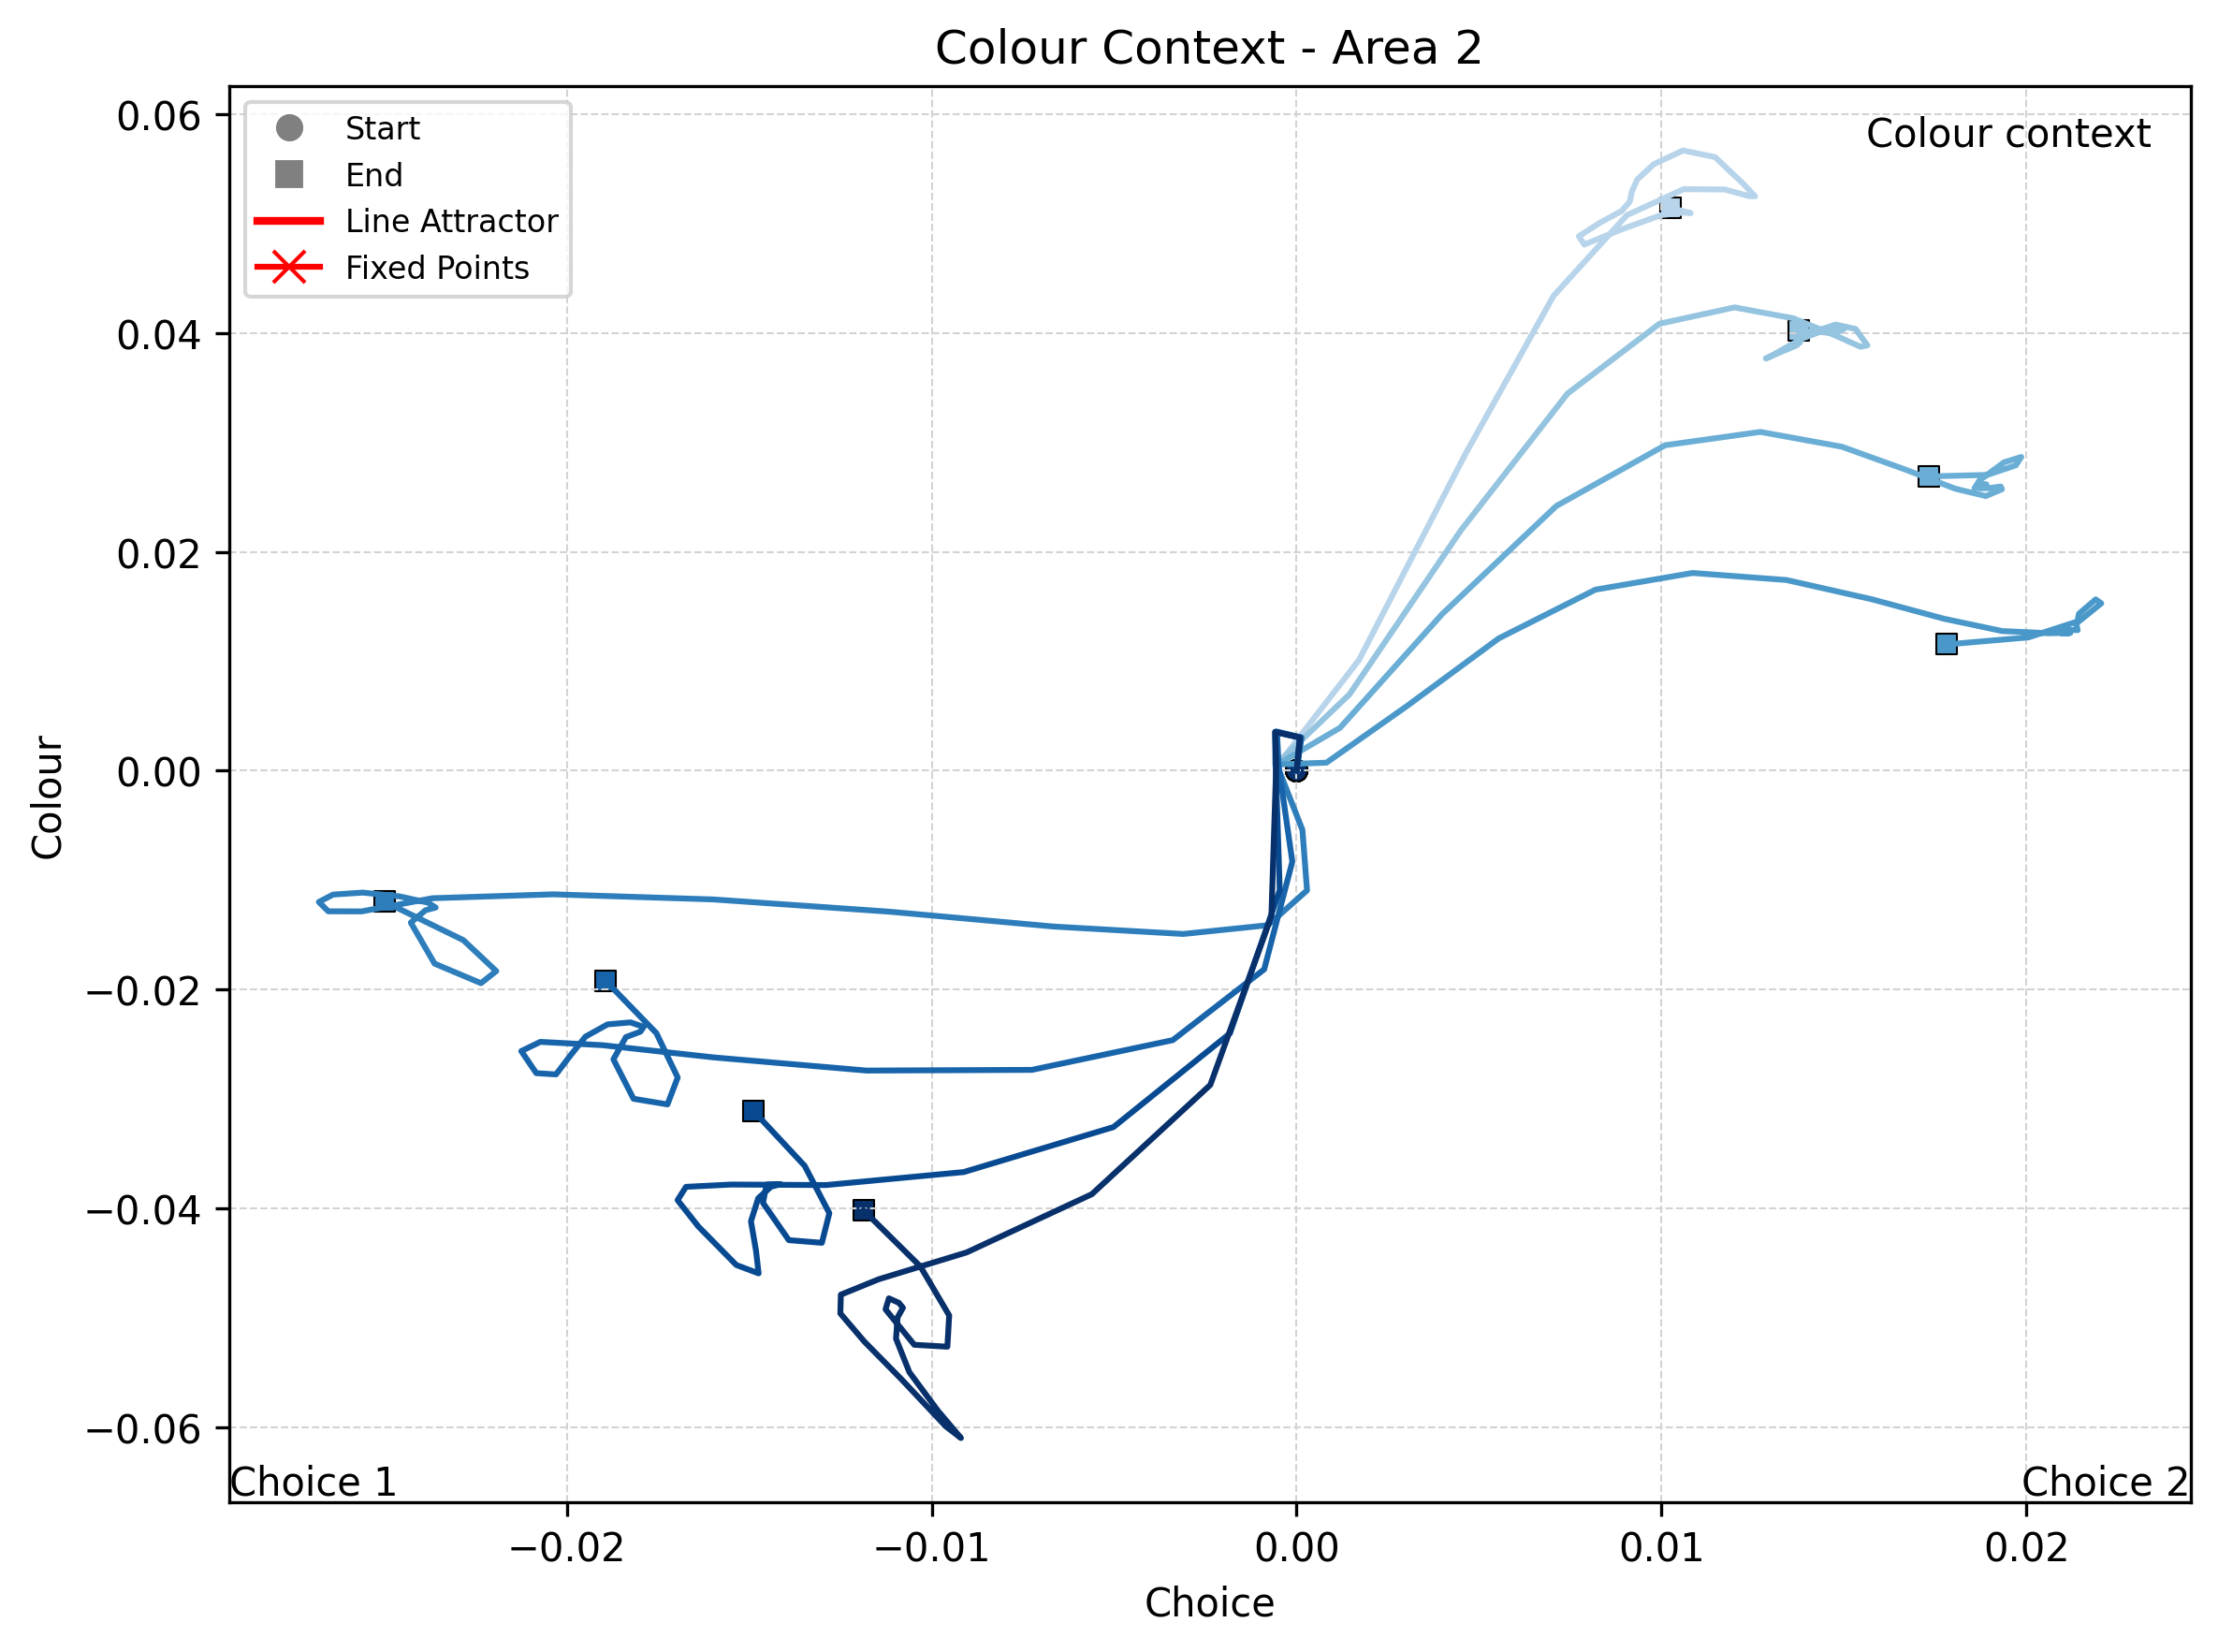 Colour Context - Area 2
Start
End
Line Attractor
Fixed Points
Colour context
0.06
0.04
0.02
0.00
−0.02
−0.04
−0.06
Colour
Choice 1
Choice 2
−0.02
−0.01
0.00
0.01
0.02
Choice